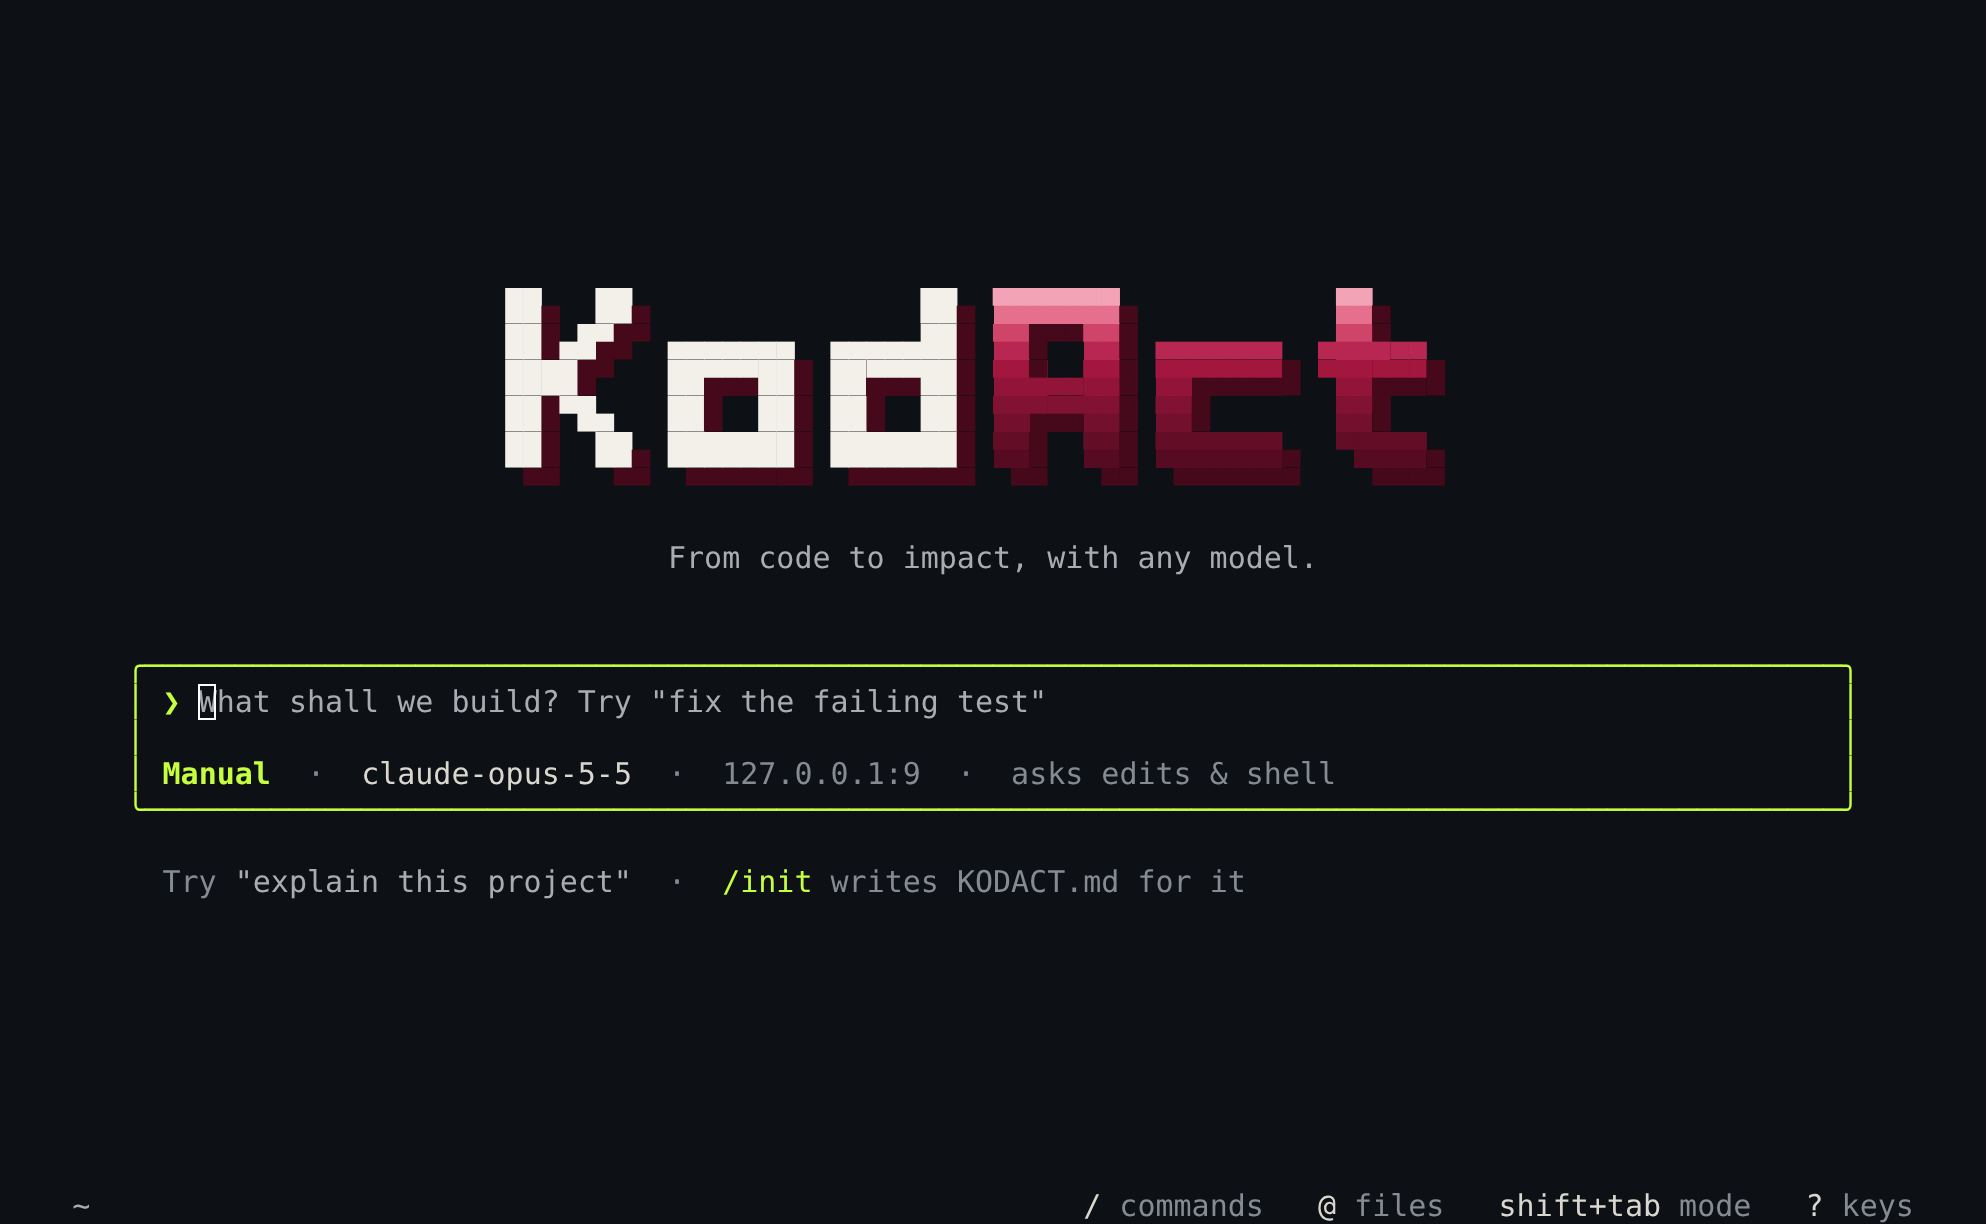 KodAct
From code to impact, with any model.
❯ What shall we build? Try "fix the failing test"
Manual · claude-opus-5-5 · 127.0.0.1:9 · asks edits & shell
Try "explain this project" · /init writes KODACT.md for it
~ / commands @ files shift+tab mode ? keys